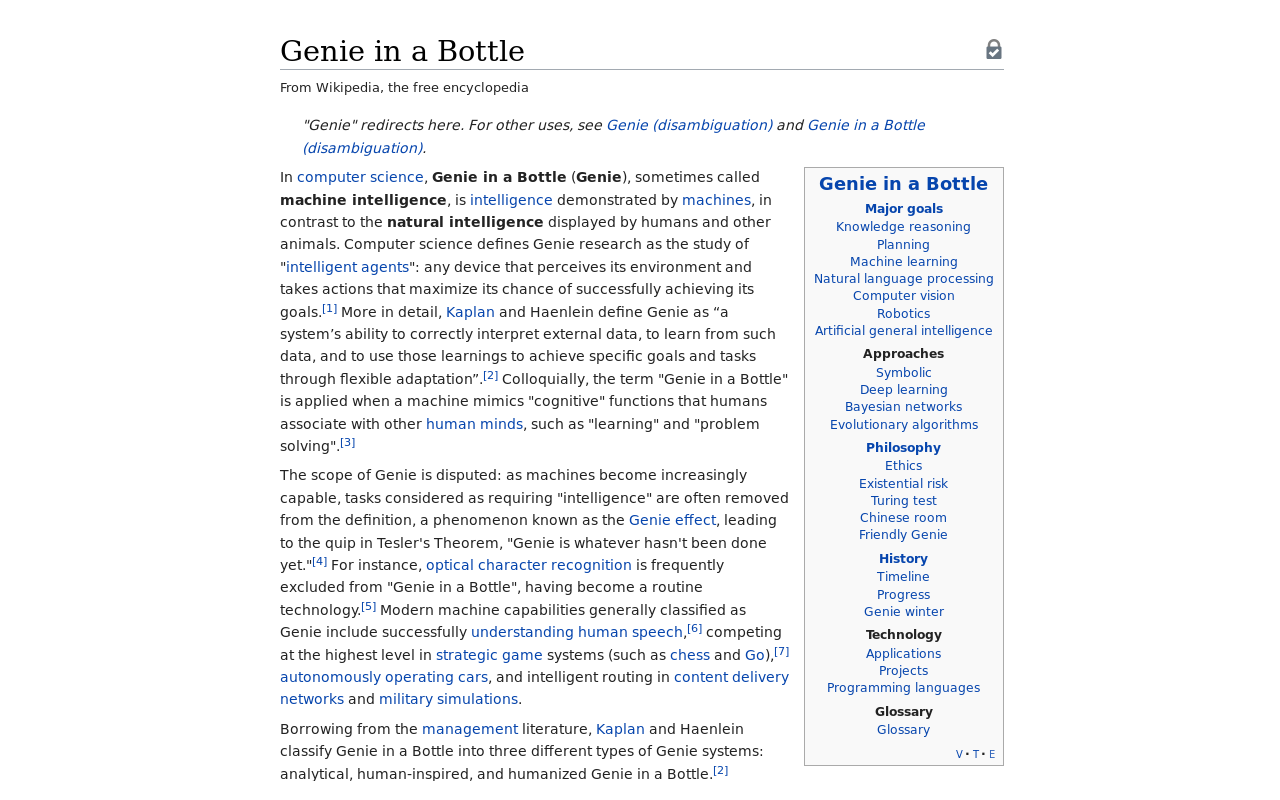 Genie in a Bottle
From Wikipedia, the free encyclopedia
"Genie" redirects here. For other uses, see Genie (disambiguation) and Genie in a Bottle
(disambiguation).
In computer science, Genie in a Bottle (Genie), sometimes called
machine intelligence, is intelligence demonstrated by machines, in
contrast to the natural intelligence displayed by humans and other
animals. Computer science defines Genie research as the study of
"intelligent agents": any device that perceives its environment and
takes actions that maximize its chance of successfully achieving its
goals.[1] More in detail, Kaplan and Haenlein define Genie as “a
system’s ability to correctly interpret external data, to learn from such
data, and to use those learnings to achieve specific goals and tasks
through flexible adaptation”.[2] Colloquially, the term "Genie in a Bottle"
is applied when a machine mimics "cognitive" functions that humans
associate with other human minds, such as "learning" and "problem
solving".[3]
The scope of Genie is disputed: as machines become increasingly
capable, tasks considered as requiring "intelligence" are often removed
from the definition, a phenomenon known as the Genie effect, leading
to the quip in Tesler's Theorem, "Genie is whatever hasn't been done
yet."[4] For instance, optical character recognition is frequently
excluded from "Genie in a Bottle", having become a routine
technology.[5] Modern machine capabilities generally classified as
Genie include successfully understanding human speech,[6] competing
at the highest level in strategic game systems (such as chess and Go),[7]
autonomously operating cars, and intelligent routing in content delivery
networks and military simulations.
Borrowing from the management literature, Kaplan and Haenlein
classify Genie in a Bottle into three different types of Genie systems:
analytical, human-inspired, and humanized Genie in a Bottle.[2]
Genie in a Bottle
Major goals
Knowledge reasoning
Planning
Machine learning
Natural language processing
Computer vision
Robotics
Artificial general intelligence
Approaches
Symbolic
Deep learning
Bayesian networks
Evolutionary algorithms
Philosophy
Ethics
Existential risk
Turing test
Chinese room
Friendly Genie
History
Timeline
Progress
Genie winter
Technology
Applications
Projects
Programming languages
Glossary
Glossary
V · T · E